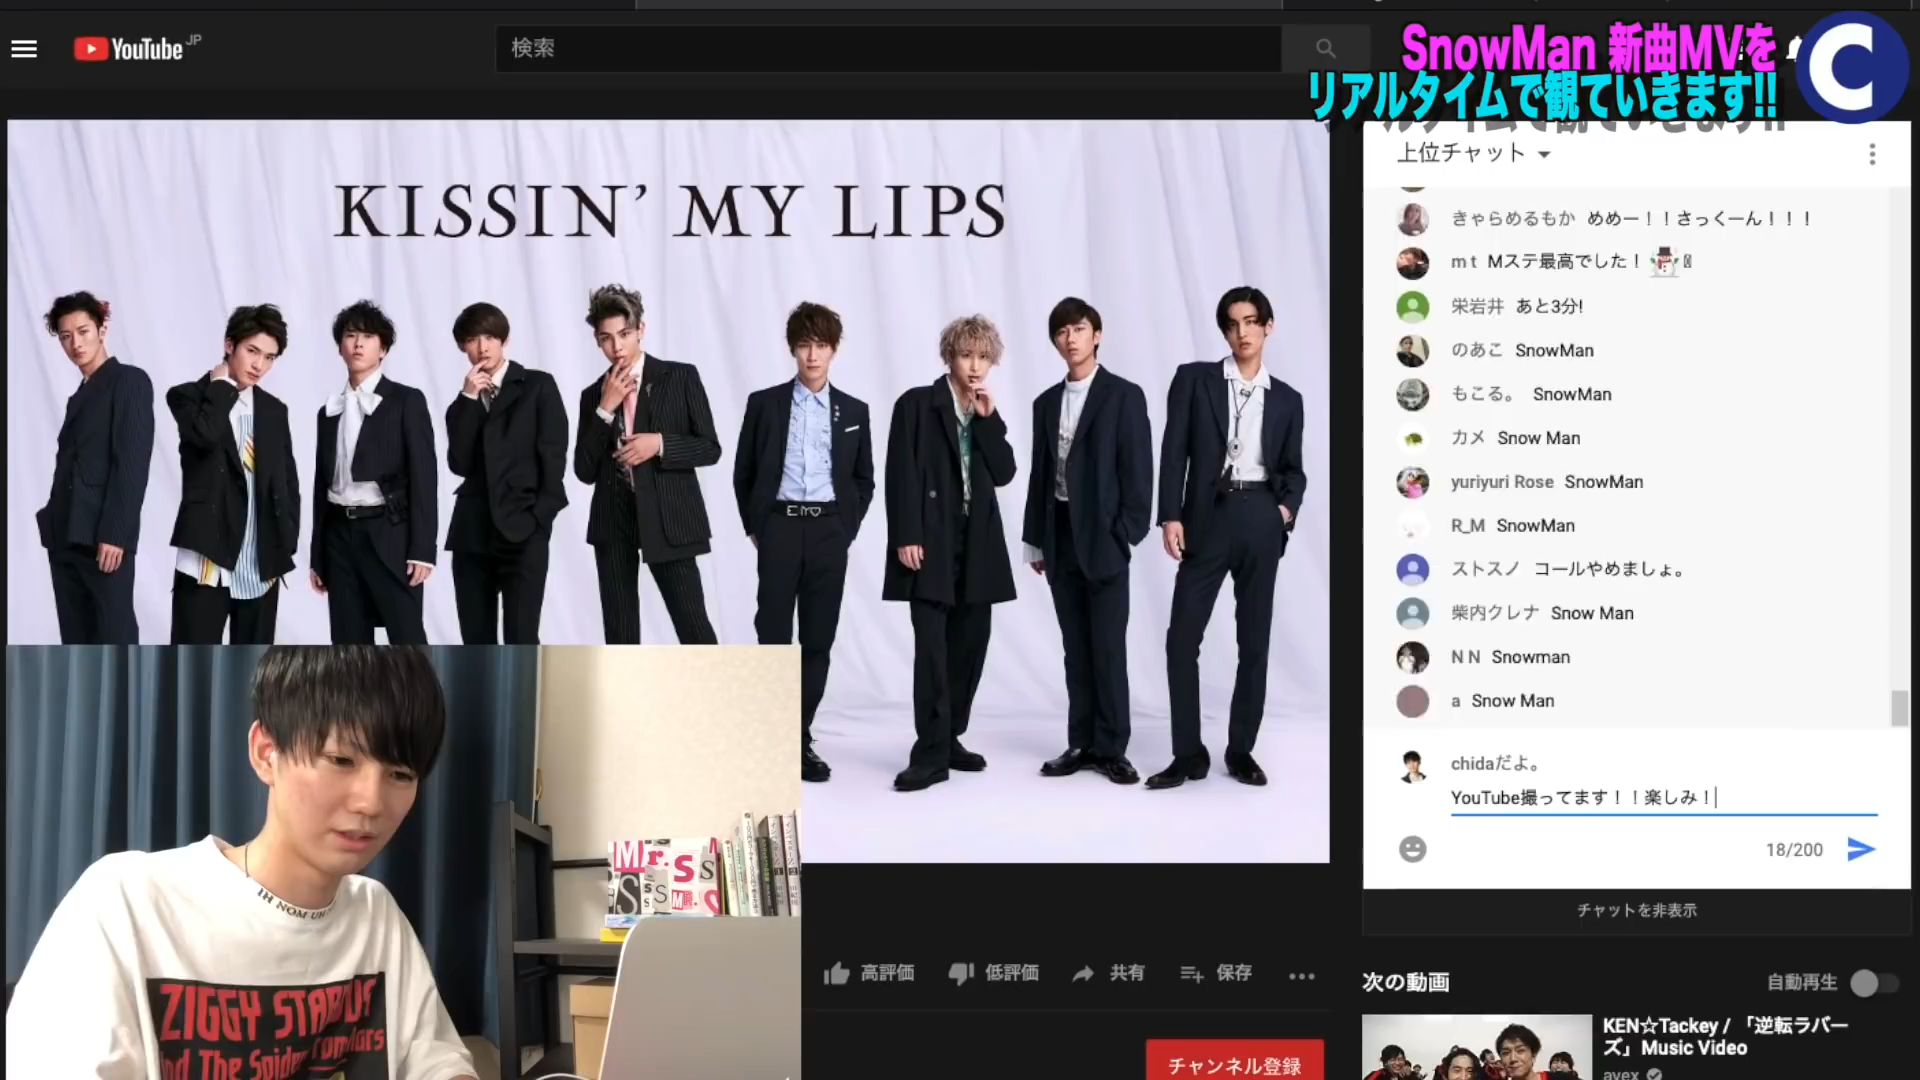 YouTube JP
検索
SnowMan 新曲MVを
リアルタイムで観ていきます!!
C
KISSIN' MY LIPS
上位チャット
きゃらめるもか めめー！！さっくーん！！！
m t Mステ最高でした！
栄岩井 あと3分!
のあこ SnowMan
もこる。 SnowMan
カメ Snow Man
yuriyuri Rose SnowMan
R_M SnowMan
ストスノ コールやめましょ。
柴内クレナ Snow Man
N N Snowman
a Snow Man
chidaだよ。
YouTube撮ってます！！楽しみ！
18/200
チャットを非表示
高評価 低評価 共有 保存
チャンネル登録
次の動画
自動再生
KEN☆Tackey / 「逆転ラバー
ズ」Music Video
avex
ZIGGY STARDUST